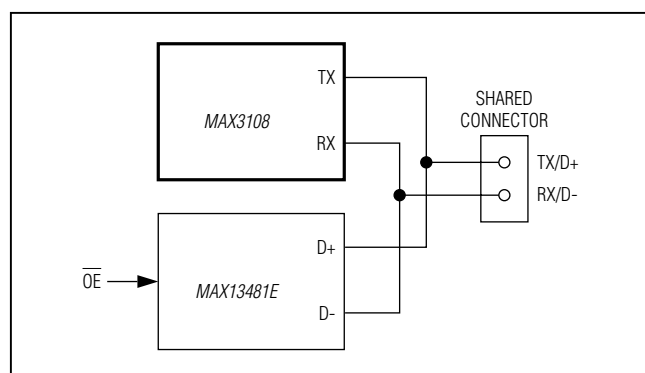 TX
MAX3108
RX
SHARED
CONNECTOR
TX/D+
RX/D-
D+
OE
MAX13481E
D-